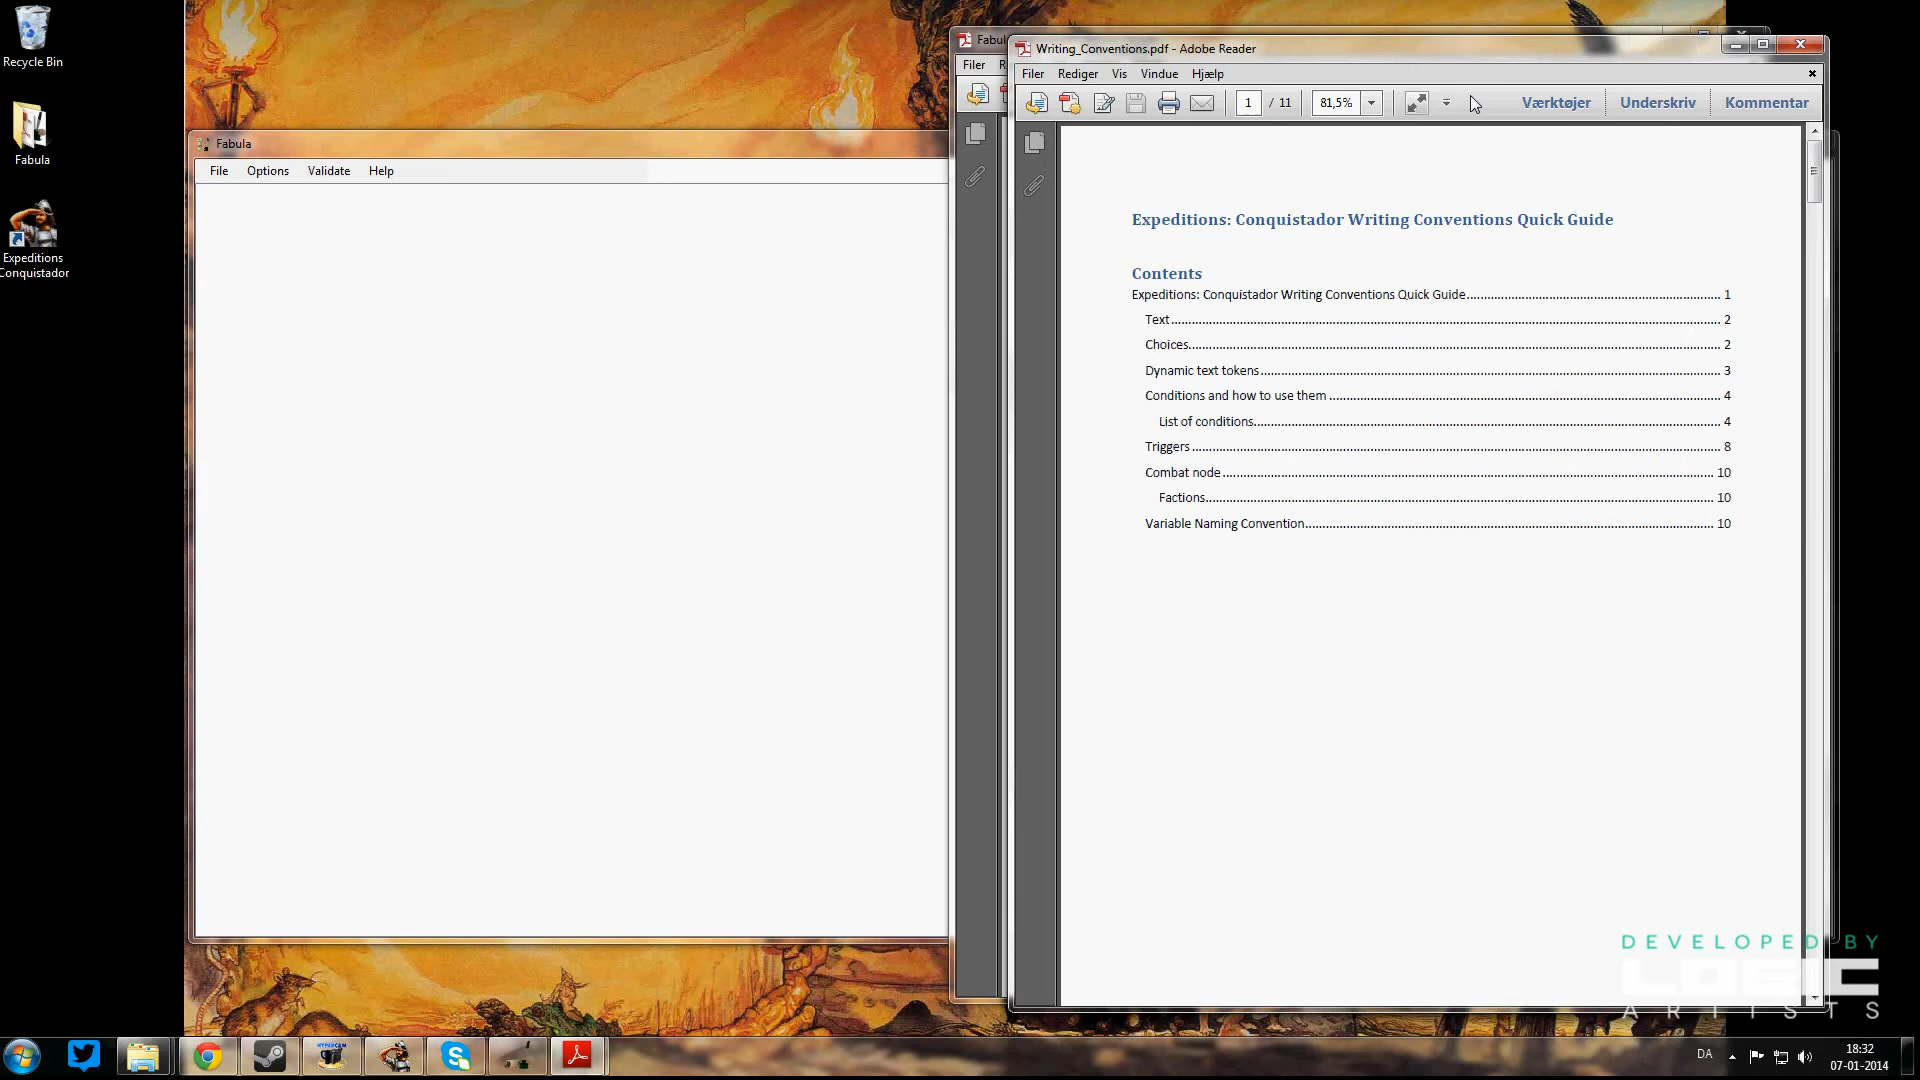 Recycle Bin
Fabula
Expeditions
Conquistador
Fabula
File Options Validate Help
Filer
Writing_Conventions.pdf - Adobe Reader
Filer Rediger Vis Vindue Hjælp
1 / 11 81,5% Værktøjer Underskriv Kommentar
Expeditions: Conquistador Writing Conventions Quick Guide
Contents
Expeditions: Conquistador Writing Conventions Quick Guide 1
Text 2
Choices 2
Dynamic text tokens 3
Conditions and how to use them 4
List of conditions 4
Triggers 8
Combat node 10
Factions 10
Variable Naming Convention 10
DEVELOPED BY
LOGIC
ARTISTS
HYPERCAM
DA
18:32
07-01-2014